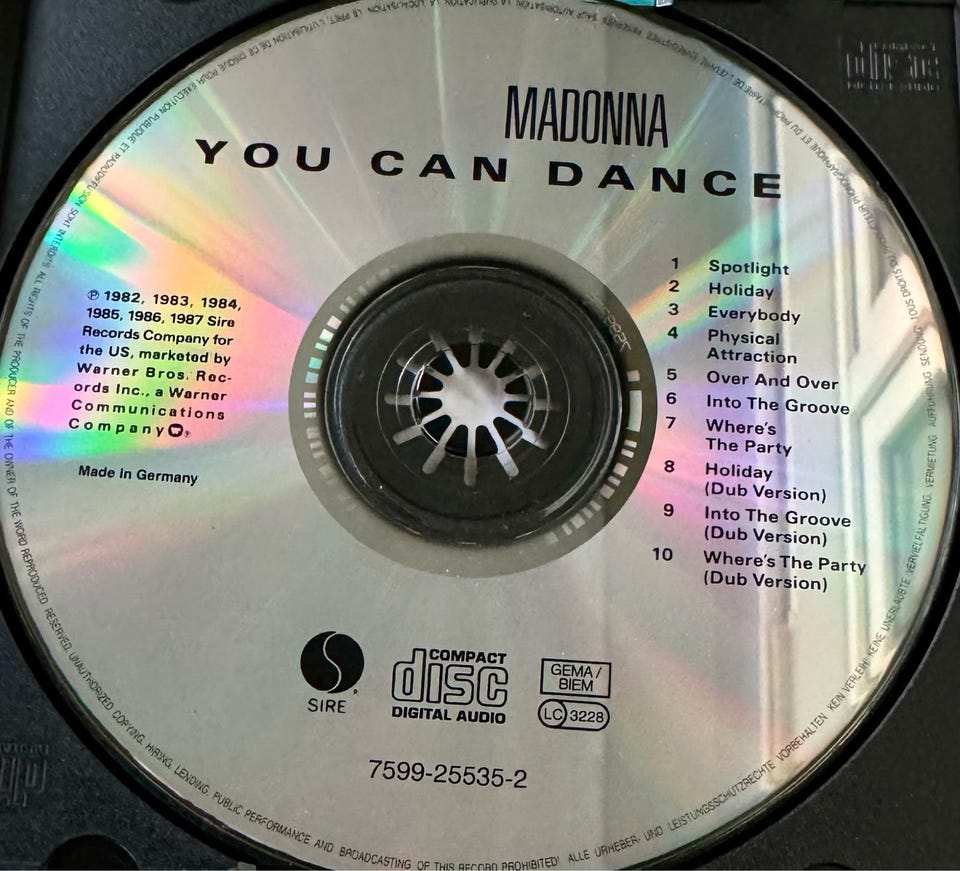 MADONNA
YOU CAN DANCE
1 Spotlight
2 Holiday
3 Everybody
4 Physical
Attraction
5 Over And Over
6 Into The Groove
7 Where's
The Party
8 Holiday
(Dub Version)
9 Into The Groove
(Dub Version)
10 Where's The Party
(Dub Version)
℗ 1982, 1983, 1984,
1985, 1986, 1987 Sire
Records Company for
the US, marketed by
Warner Bros. Rec-
ords Inc., a Warner
Communications
Company
Made in Germany
SIRE
COMPACT
disc
DIGITAL AUDIO
GEMA/
BIEM
LC 3228
7599-25535-2
ALL RIGHTS OF THE PRODUCER AND OF THE OWNER OF THE WORD REPRODUCED RESERVED. UNAUTHORIZED COPYING, HIRING, LENDING, PUBLIC PERFORMANCE AND BROADCASTING OF THIS RECORD PROHIBITED! ALLE URHEBER- UND LEISTUNGSSCHUTZRECHTE VORBEHALTEN KEIN VERLEIH! KEINE UNERLAUBTE VERVIELFÄLTIGUNG, VERMIETUNG, AUFFÜHRUNG, SENDUNG!